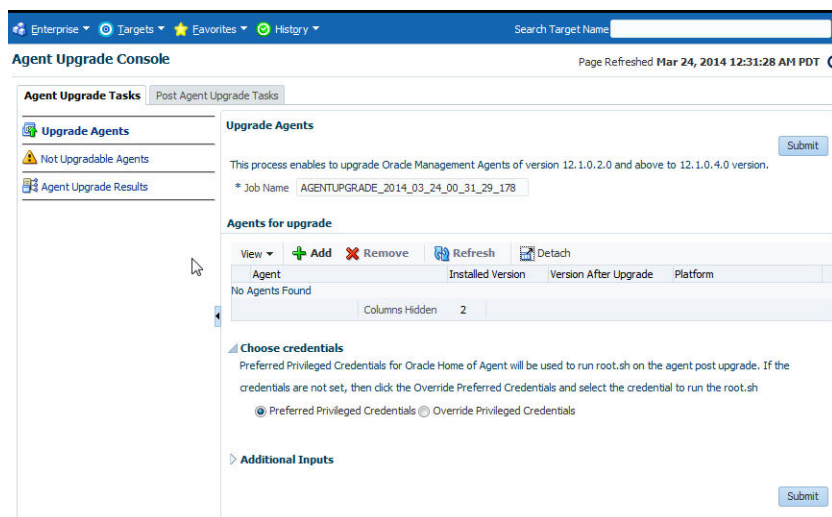 Enterprise Targets Favorites History Search Target Name
Agent Upgrade Console Page Refreshed Mar 24, 2014 12:31:28 AM PDT
Agent Upgrade Tasks Post Agent Upgrade Tasks
Upgrade Agents
Not Upgradable Agents
Agent Upgrade Results
Upgrade Agents
Submit
This process enables to upgrade Oracle Management Agents of version 12.1.0.2.0 and above to 12.1.0.4.0 version.
* Job Name AGENTUPGRADE_2014_03_24_00_31_29_178
Agents for upgrade
View Add Remove Refresh Detach
Agent Installed Version Version After Upgrade Platform
No Agents Found
Columns Hidden 2
Choose credentials
Preferred Privileged Credentials for Oracle Home of Agent will be used to run root.sh on the agent post upgrade. If the
credentials are not set, then click the Override Preferred Credentials and select the credential to run the root.sh
Preferred Privileged Credentials Override Privileged Credentials
Additional Inputs
Submit